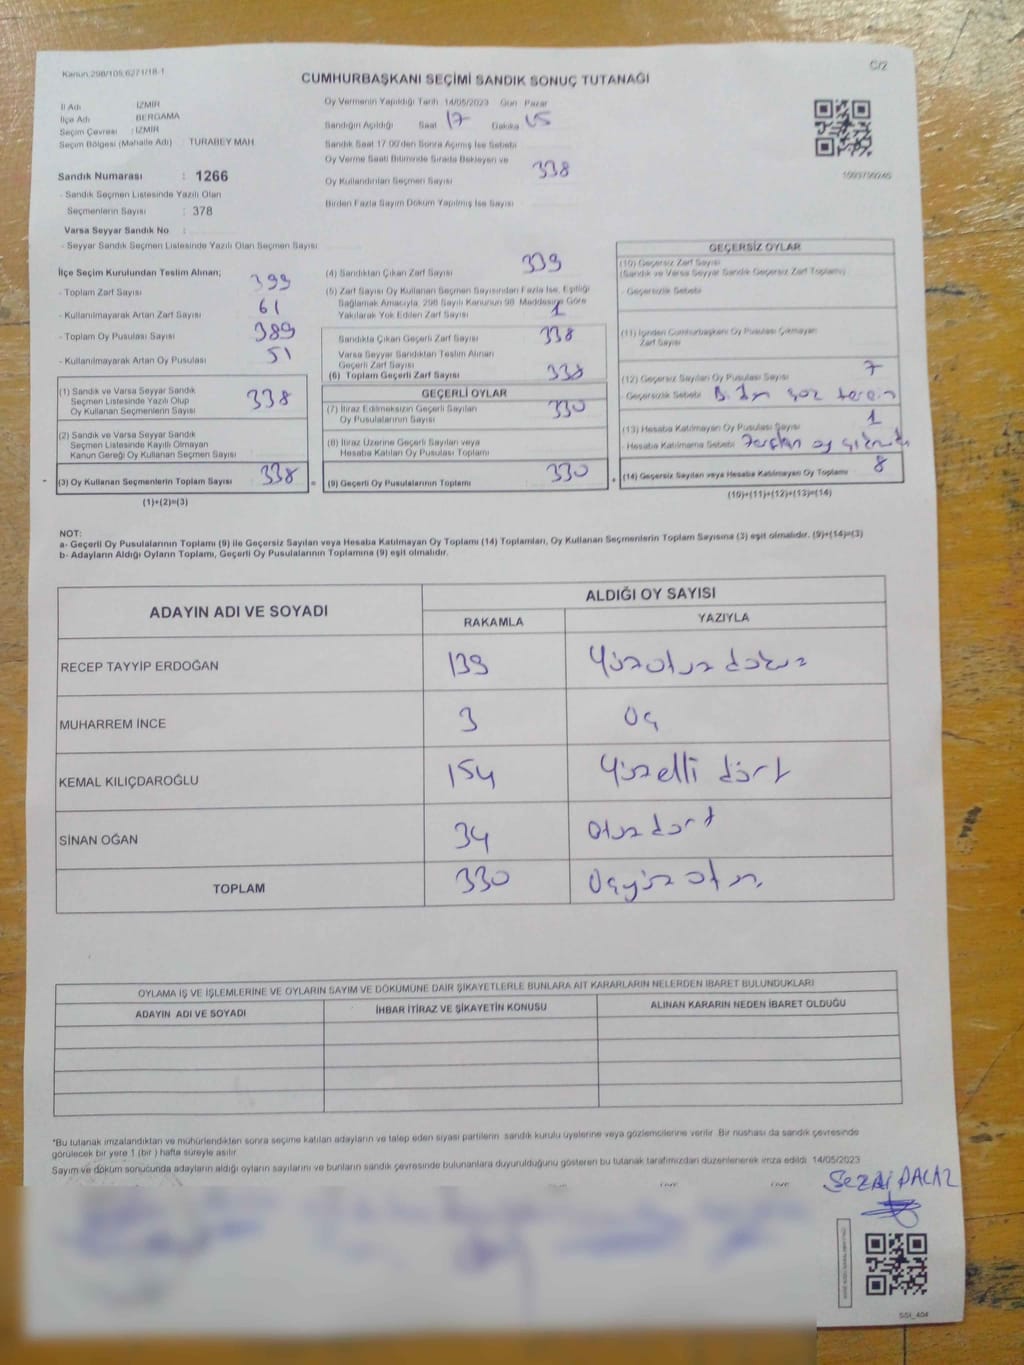 Kanun.298/105,6271/18-1
C/2
CUMHURBAŞKANI SEÇİMİ SANDIK SONUÇ TUTANAĞI
İl Adı İZMİR
İlçe Adı BERGAMA
Seçim Çevresi : İZMİR
Seçim Bölgesi (Mahalle Adı) : TURABEY MAH.
Sandık Numarası : 1266
- Sandık Seçmen Listesinde Yazılı Olan
Seçmenlerin Sayısı : 378
Varsa Seyyar Sandık No :
- Seyyar Sandık Seçmen Listesinde Yazılı Olan Seçmen Sayısı
Oy Vermenin Yapıldığı Tarih 14/05/2023 Gün Pazar
Sandığın Açıldığı Saat 17 Dakika 45
Sandık Saat 17.00'den Sonra Açılmış İse Sebebi
Oy Verme Saati Bitiminde Sırada Bekleyen ve
Oy Kullandırılan Seçmen Sayısı 338
Birden Fazla Sayım Döküm Yapılmış İse Sayısı
İlçe Seçim Kurulundan Teslim Alınan;
- Toplam Zarf Sayısı 399
- Kullanılmayarak Artan Zarf Sayısı 61
- Toplam Oy Pusulası Sayısı 389
- Kullanılmayarak Artan Oy Pusulası 51
(1) Sandık ve Varsa Seyyar Sandık
Seçmen Listesinde Yazılı Olup
Oy Kullanan Seçmenlerin Sayısı 338
(2) Sandık ve Varsa Seyyar Sandık
Seçmen Listesinde Kayıtlı Olmayan
Kanun Gereği Oy Kullanan Seçmen Sayısı
(3) Oy Kullanan Seçmenlerin Toplam Sayısı 338
(1)+(2)=(3)
(4) Sandıktan Çıkan Zarf Sayısı 339
(5) Zarf Sayısı Oy Kullanan Seçmen Sayısından Fazla İse, Eşitliği
Sağlamak Amacıyla, 298 Sayılı Kanunun 98. Maddesine Göre
Yakılarak Yok Edilen Zarf Sayısı 1
Sandıkta Çıkan Geçerli Zarf Sayısı 338
Varsa Seyyar Sandıktan Teslim Alınan
Geçerli Zarf Sayısı
(6) Toplam Geçerli Zarf Sayısı 338
GEÇERLİ OYLAR
(7) İtiraz Edilmeksizin Geçerli Sayılan
Oy Pusulalarının Sayısı 330
(8) İtiraz Üzerine Geçerli Sayılan veya
Hesaba Katılan Oy Pusulası Toplamı
(9) Geçerli Oy Pusulalarının Toplamı 330
GEÇERSİZ OYLAR
(10) Geçersiz Zarf Sayısı
(Sandık ve Varsa Seyyar Sandık Geçersiz Zarf Toplamı)
- Geçersizlik Sebebi
(11) İçinden Cumhurbaşkanı Oy Pusulası Çıkmayan
Zarf Sayısı
(12) Geçersiz Sayılan Oy Pusulası Sayısı 7
- Geçersizlik Sebebi
(13) Hesaba Katılmayan Oy Pusulası Sayısı 1
- Hesaba Katılmama Sebebi
(14) Geçersiz Sayılan veya Hesaba Katılmayan Oy Toplamı 8
(10)+(11)+(12)+(13)=(14)
NOT:
a- Geçerli Oy Pusulalarının Toplamı (9) ile Geçersiz Sayılan veya Hesaba Katılmayan Oy Toplamı (14) Toplamları, Oy Kullanan Seçmenlerin Toplam Sayısına (3) eşit olmalıdır. (9)+(14)=(3)
b- Adayların Aldığı Oyların Toplamı, Geçerli Oy Pusulalarının Toplamına (9) eşit olmalıdır.
ADAYIN ADI VE SOYADI ALDIĞI OY SAYISI
RAKAMLA YAZIYLA
RECEP TAYYİP ERDOĞAN 139 Yüzotuz dokuz
MUHARREM İNCE 3 Üç
KEMAL KILIÇDAROĞLU 154 Yüzelli dört
SİNAN OĞAN 34 Otuz dört
TOPLAM 330 Üçyüz otuz
OYLAMA İŞ VE İŞLEMLERİNE VE OYLARIN SAYIM VE DÖKÜMÜNE DAİR ŞİKAYETLERLE BUNLARA AİT KARARLARIN NELERDEN İBARET BULUNDUKLARI
ADAYIN ADI VE SOYADI İHBAR İTİRAZ VE ŞİKAYETİN KONUSU ALINAN KARARIN NEDEN İBARET OLDUĞU
*Bu tutanak imzalandıktan ve mühürlendikten sonra seçime katılan adayların ve talep eden siyasi partilerin sandık kurulu üyelerine veya gözlemcilerine verilir. Bir nüshası da sandık çevresinde
görülecek bir yere 1 (bir) hafta süreyle asılır.
Sayım ve döküm sonucunda adayların aldığı oyların sayılarını ve bunların sandık çevresinde bulunanlara duyurulduğunu gösteren bu tutanak tarafımızdan düzenlenerek imza edildi. 14/05/2023